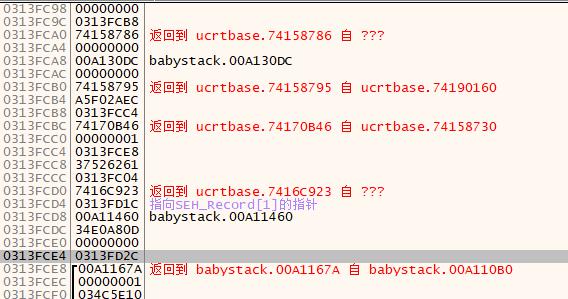 0313FC98 00000000
0313FC9C 0313FCB8
0313FCA0 74158786 返回到 ucrtbase.74158786 自 ???
0313FCA4 00000000
0313FCA8 00A130DC babystack.00A130DC
0313FCAC 00000000
0313FCB0 74158795 返回到 ucrtbase.74158795 自 ucrtbase.74190160
0313FCB4 A5F02AEC
0313FCB8 0313FCC4
0313FCBC 74170B46 返回到 ucrtbase.74170B46 自 ucrtbase.74158730
0313FCC0 00000001
0313FCC4 0313FCE8
0313FCC8 37526261
0313FCCC 0313FC04
0313FCD0 7416C923 返回到 ucrtbase.7416C923 自 ???
0313FCD4 0313FD1C 指向SEH_Record[1]的指针
0313FCD8 00A11460 babystack.00A11460
0313FCDC 34E0A80D
0313FCE0 00000000
0313FCE4 0313FD2C
0313FCE8 00A1167A 返回到 babystack.00A1167A 自 babystack.00A110B0
0313FCEC 00000001
0313FCF0 034C5E10